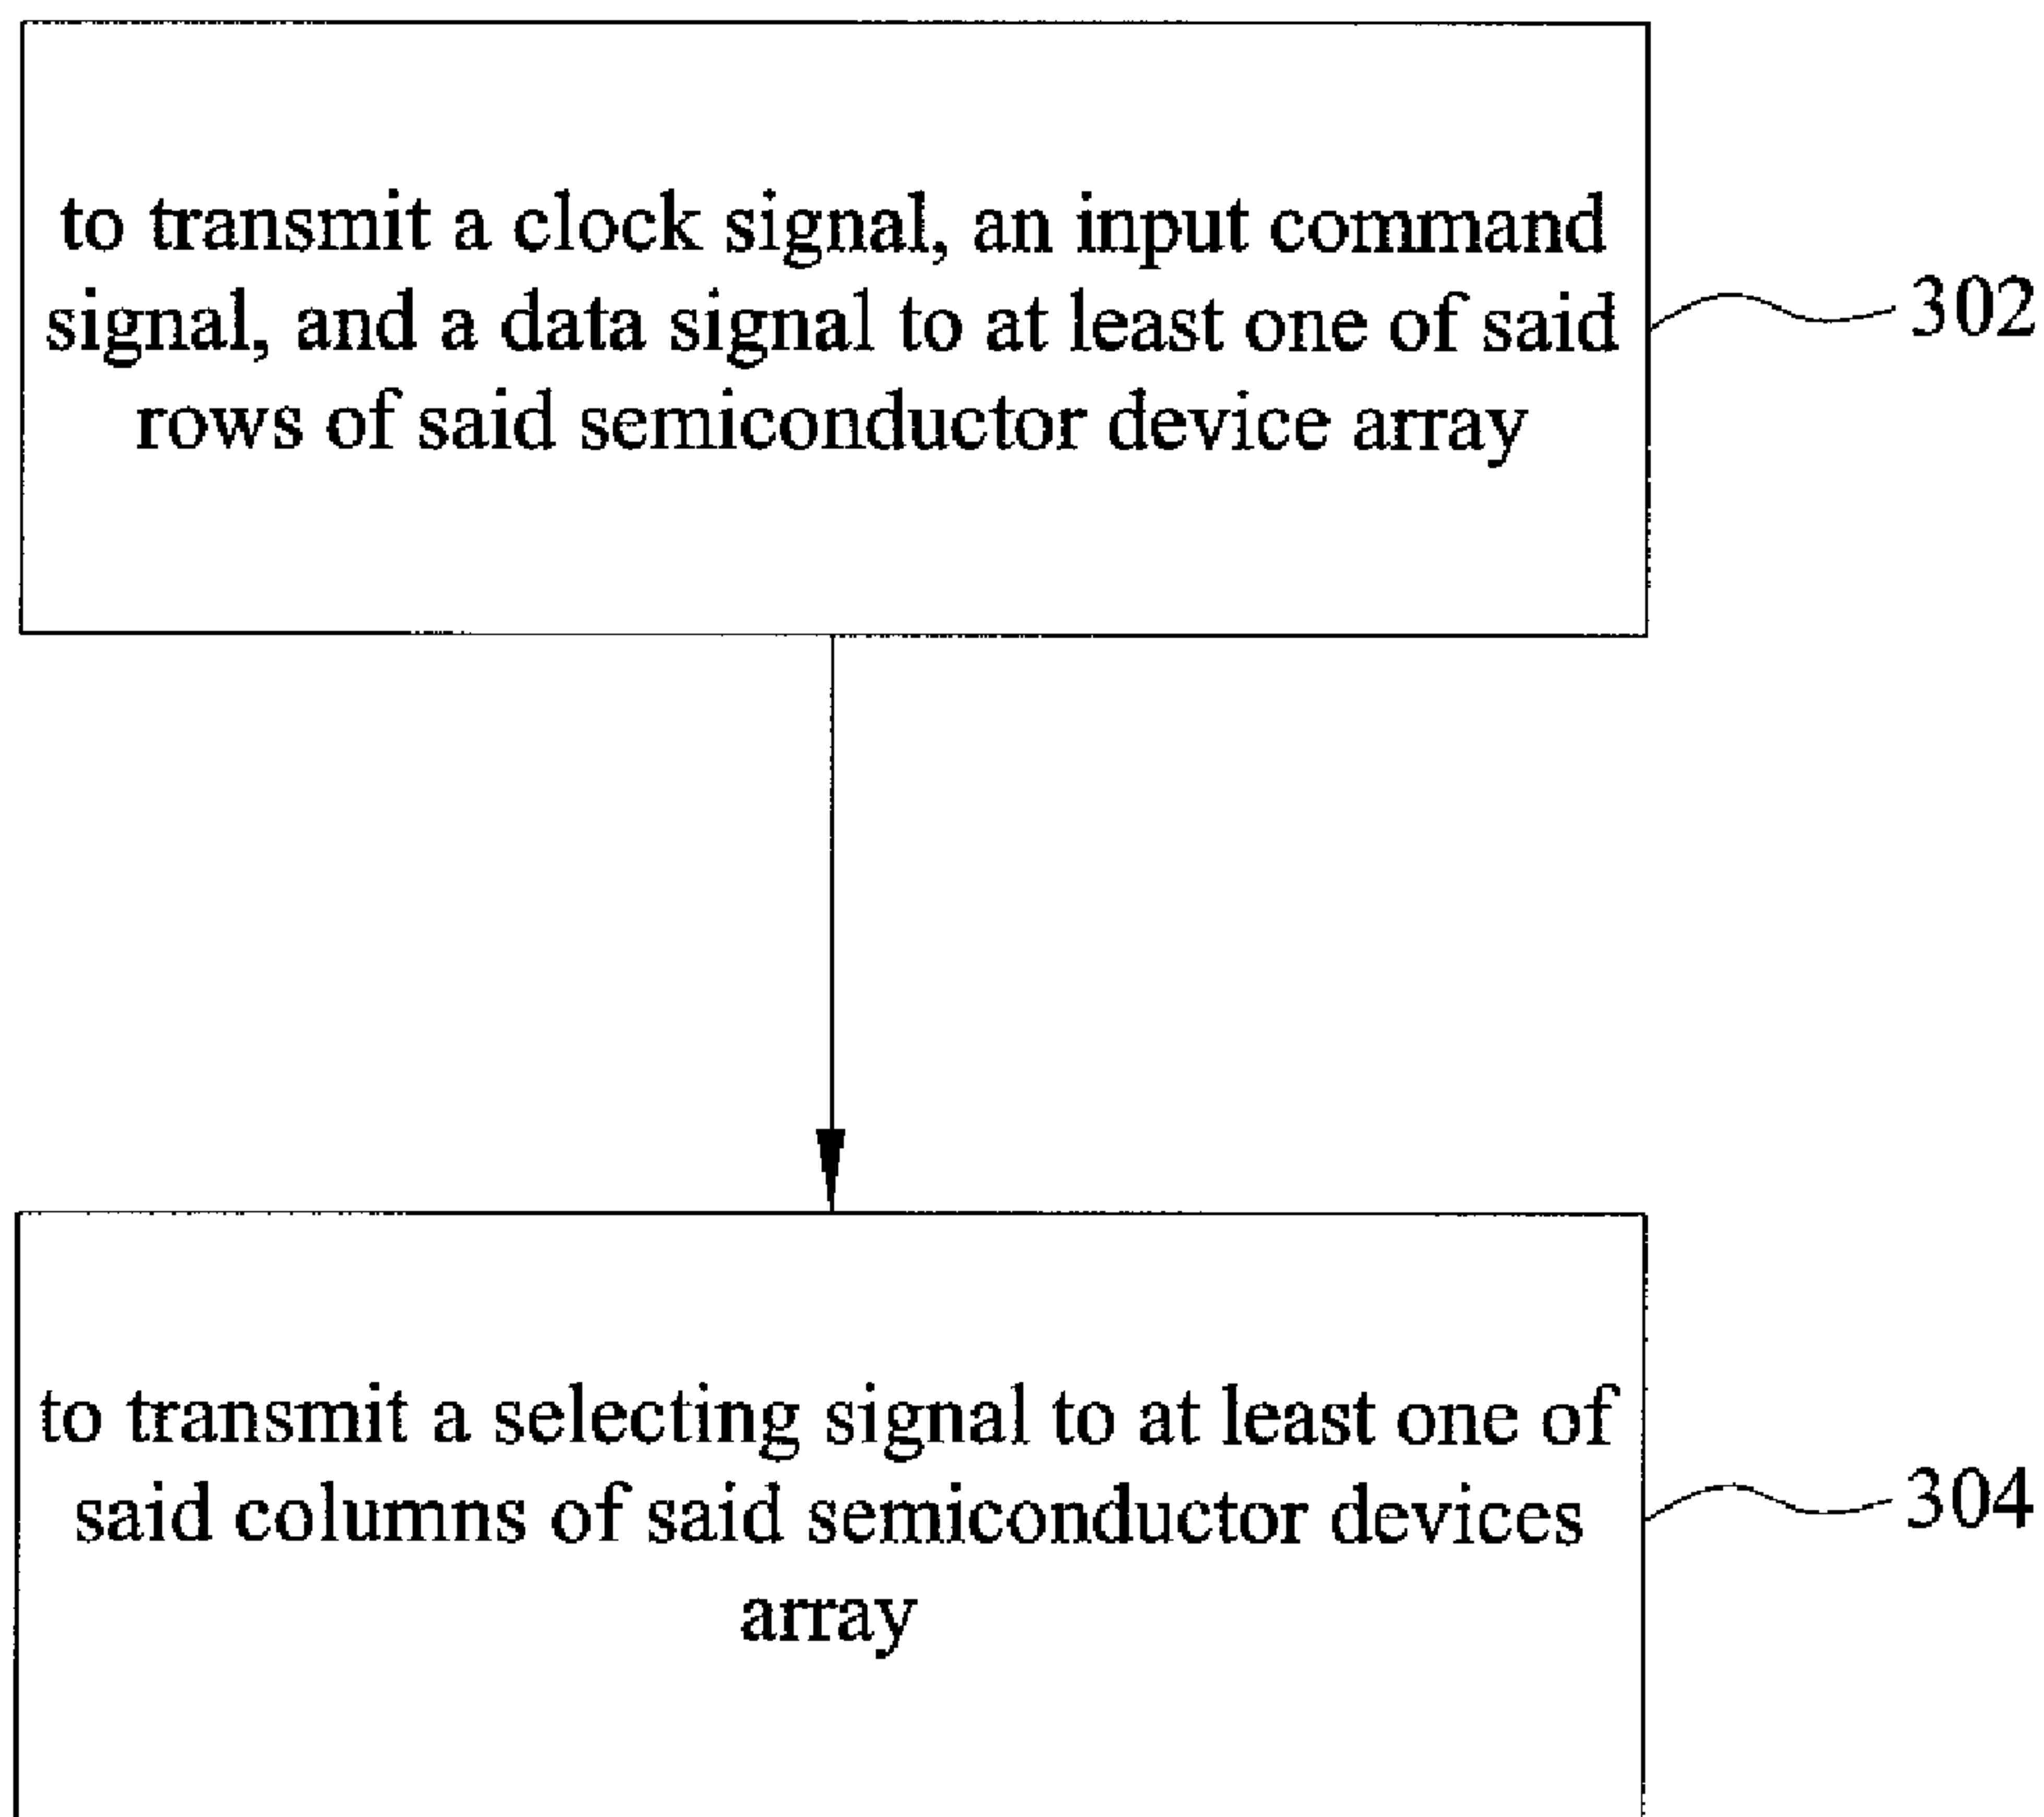 to transmit a clock signal, an input command
signal, and a data signal to at least one of said
rows of said semiconductor device array
302
to transmit a selecting signal to at least one of
said columns of said semiconductor devices
array
304